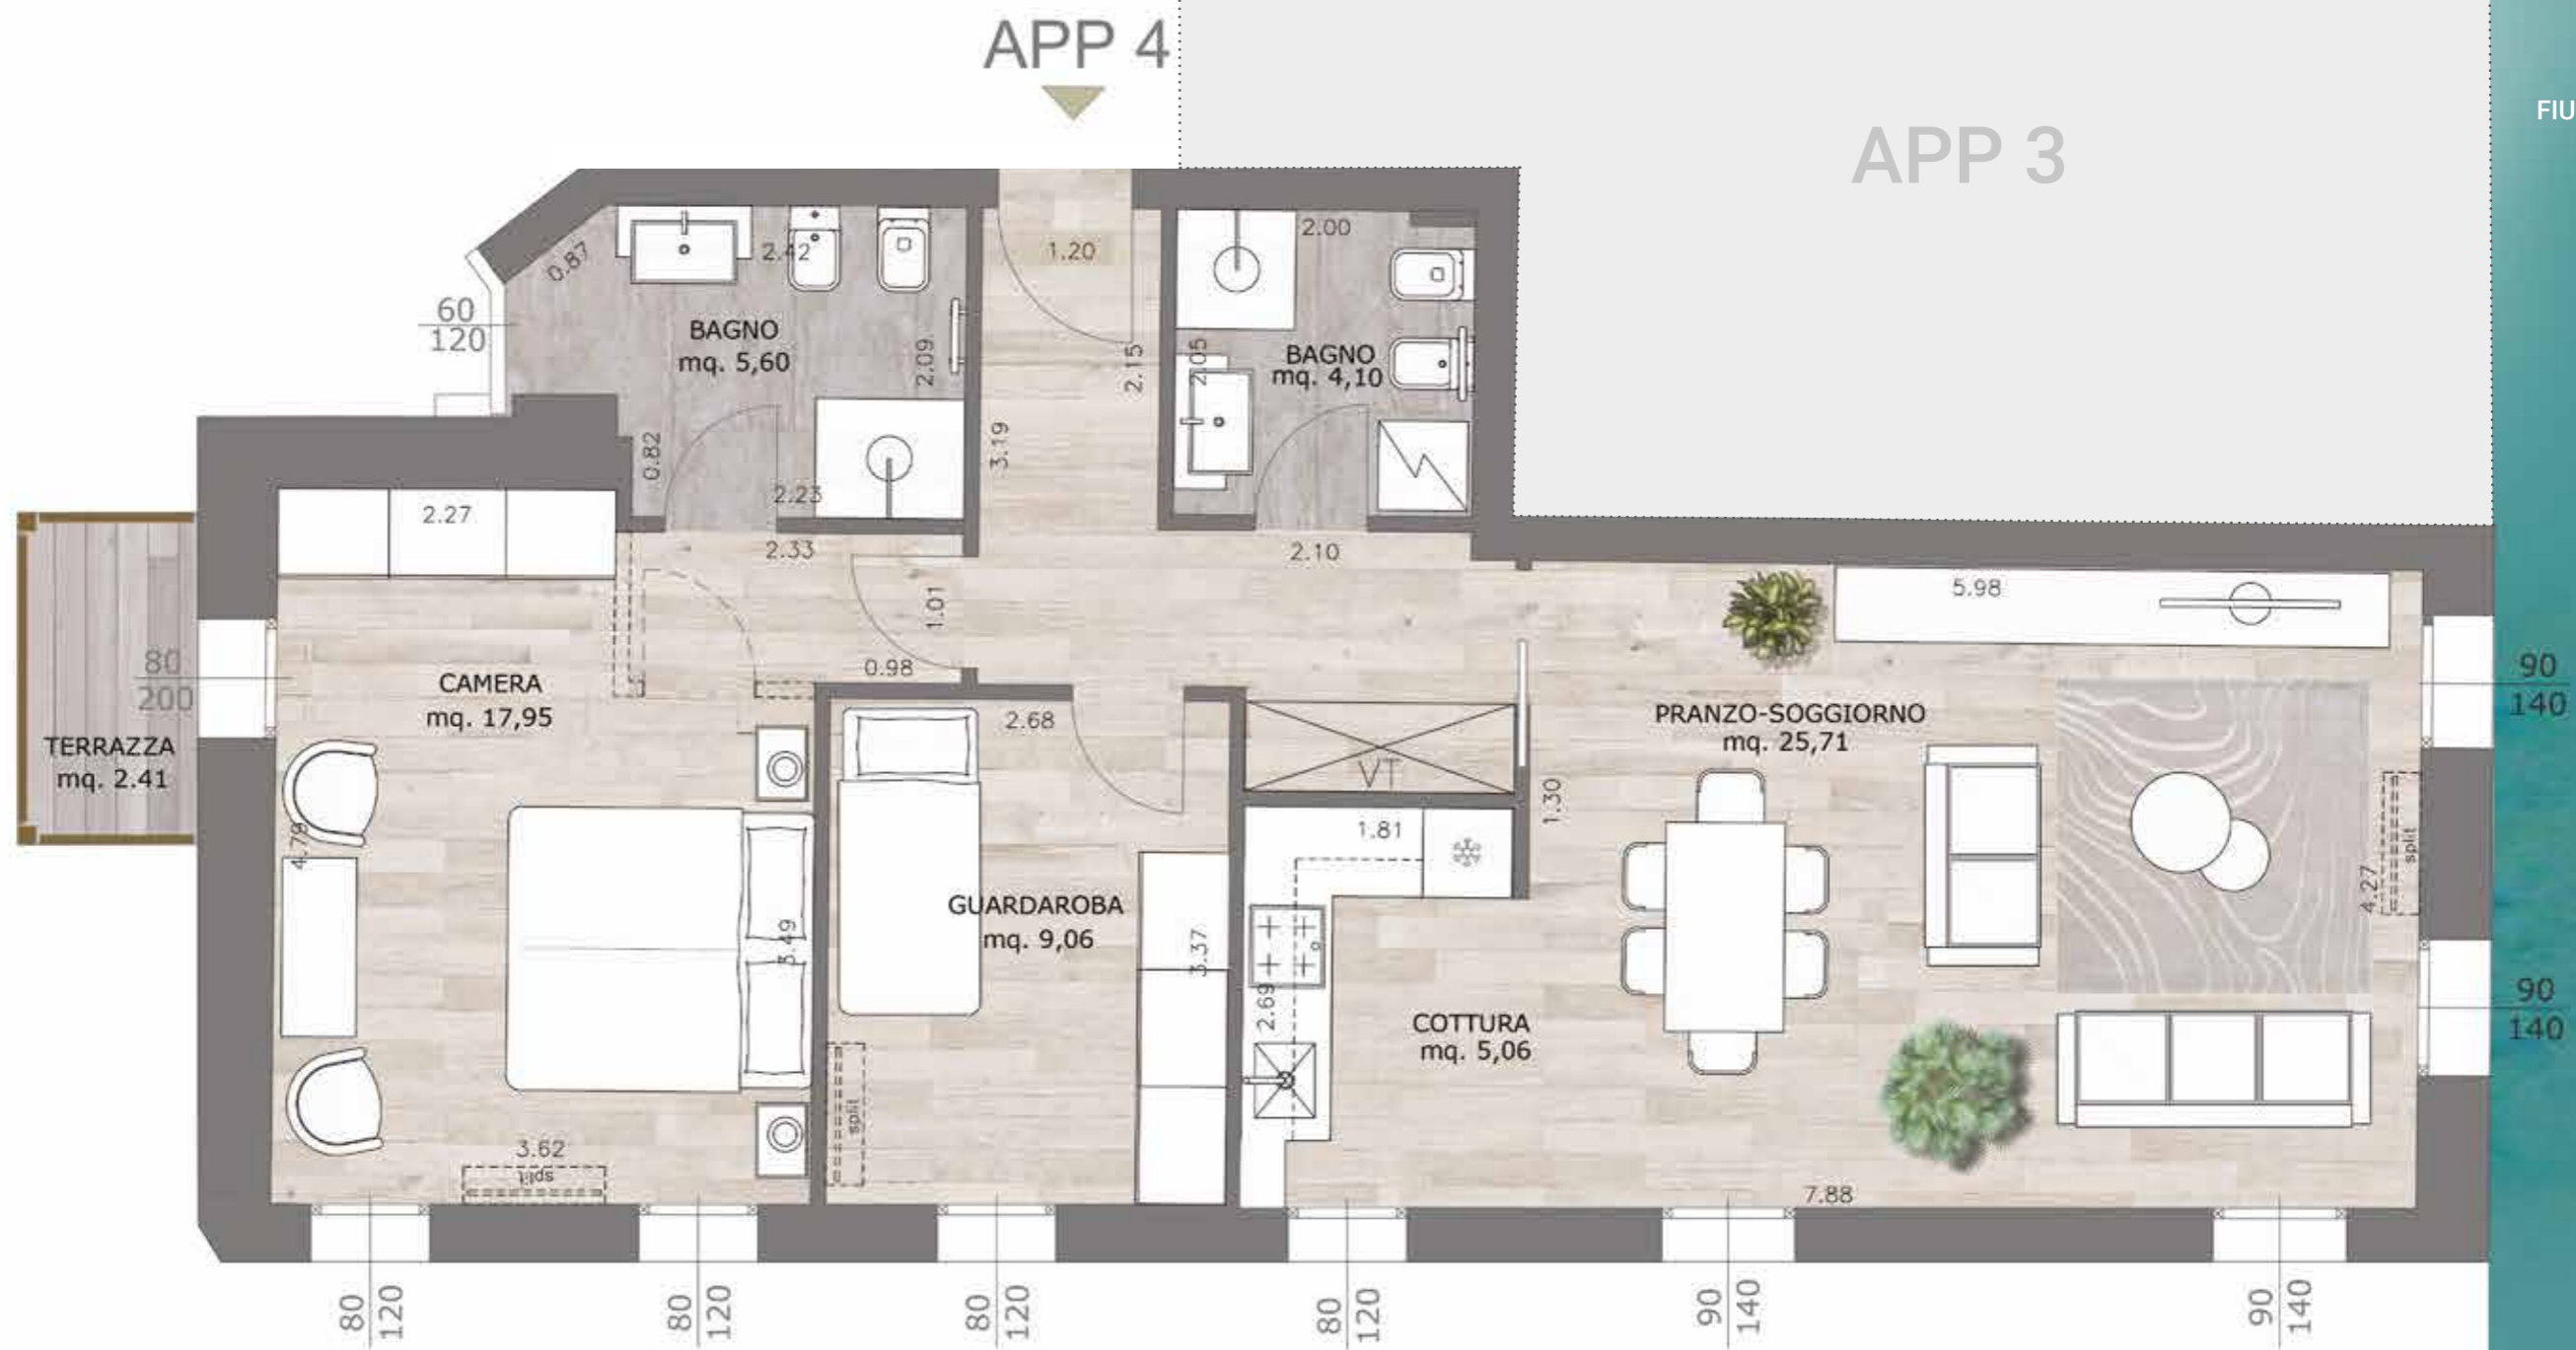 APP 4
APP 3
FIU
0.87
2.42
1.20
2.00
60
120
BAGNO
mq. 5,60
2.09
2.15
2.05
BAGNO
mq. 4,10
0.82
3.19
2.23
2.27
2.33
2.10
1.01
5.98
0.98
80
200
CAMERA
mq. 17,95
2.68
PRANZO-SOGGIORNO
mq. 25,71
90
140
TERRAZZA
mq. 2.41
VT
1.30
1.81
4.79
split
4.27
GUARDAROBA
mq. 9,06
3.49
3.37
2.69
COTTURA
mq. 5,06
90
140
split
3.62
split
7.88
80
120
80
120
80
120
80
120
90
140
90
140